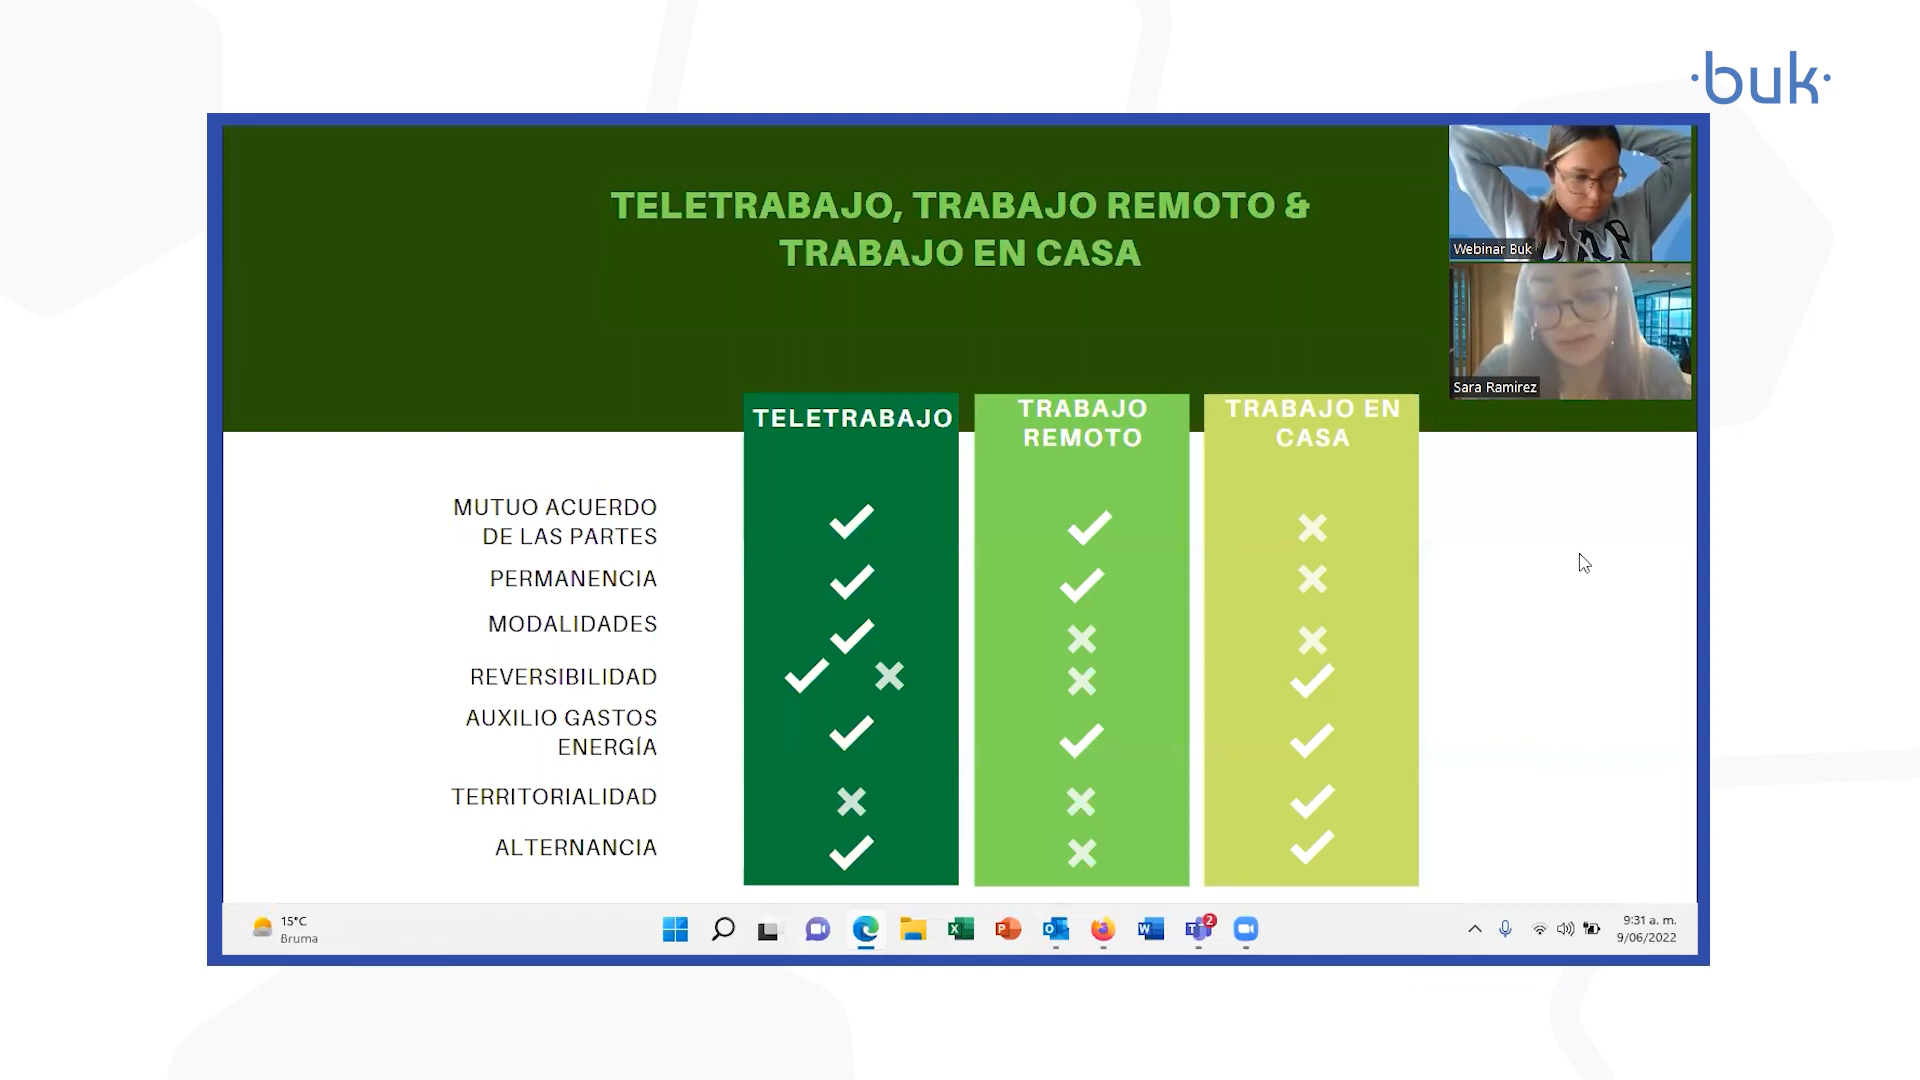 ·buk·
TELETRABAJO, TRABAJO REMOTO &
TRABAJO EN CASA
Webinar Buk
Sara Ramirez
TELETRABAJO
TRABAJO
REMOTO
TRABAJO EN
CASA
MUTUO ACUERDO
DE LAS PARTES
PERMANENCIA
MODALIDADES
REVERSIBILIDAD
AUXILIO GASTOS
ENERGÍA
TERRITORIALIDAD
ALTERNANCIA
15°C
Bruma
2
9:31 a. m.
9/06/2022